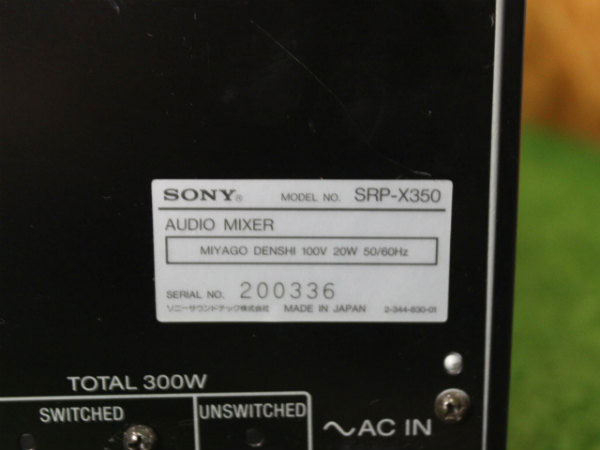 SONY® MODEL NO. SRP-X350
AUDIO MIXER
MIYAGO DENSHI 100V 20W 50/60Hz
SERIAL NO. 200336
ソニーサウンドテック株式会社 MADE IN JAPAN 2-344-630-01
TOTAL 300W
SWITCHED UNSWITCHED
~AC IN